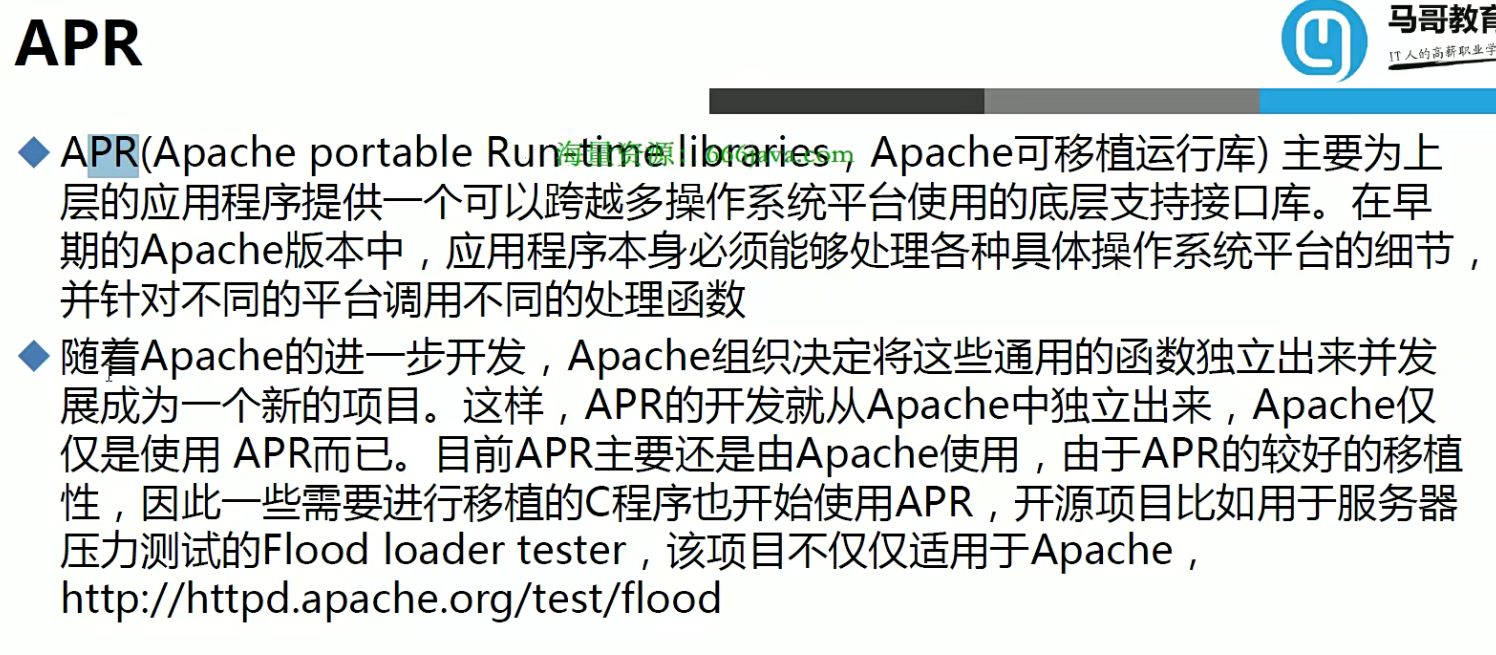 APR
马哥教育
IT人的高薪职业学
APR(Apache portable Run-time libraries，Apache可移植运行库) 主要为上
海量资源：666java.com
层的应用程序提供一个可以跨越多操作系统平台使用的底层支持接口库。在早
期的Apache版本中，应用程序本身必须能够处理各种具体操作系统平台的细节，
并针对不同的平台调用不同的处理函数
随着Apache的进一步开发，Apache组织决定将这些通用的函数独立出来并发
展成为一个新的项目。这样，APR的开发就从Apache中独立出来，Apache仅
仅是使用 APR而已。目前APR主要还是由Apache使用，由于APR的较好的移植
性，因此一些需要进行移植的C程序也开始使用APR，开源项目比如用于服务器
压力测试的Flood loader tester，该项目不仅仅适用于Apache，
http://httpd.apache.org/test/flood